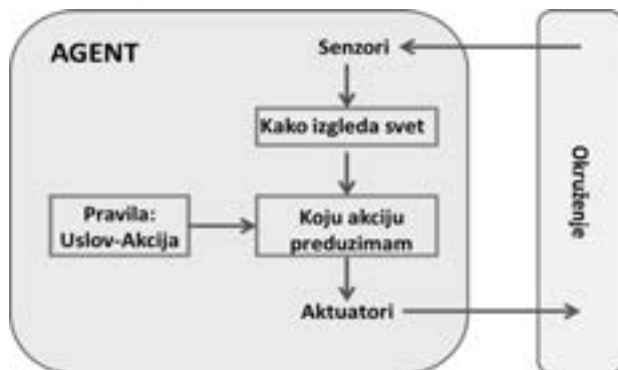 AGENT
Senzori
Kako izgleda svet
Pravila:
Uslov-Akcija
Koju akciju
preduzimam
Aktuatori
Okruženje